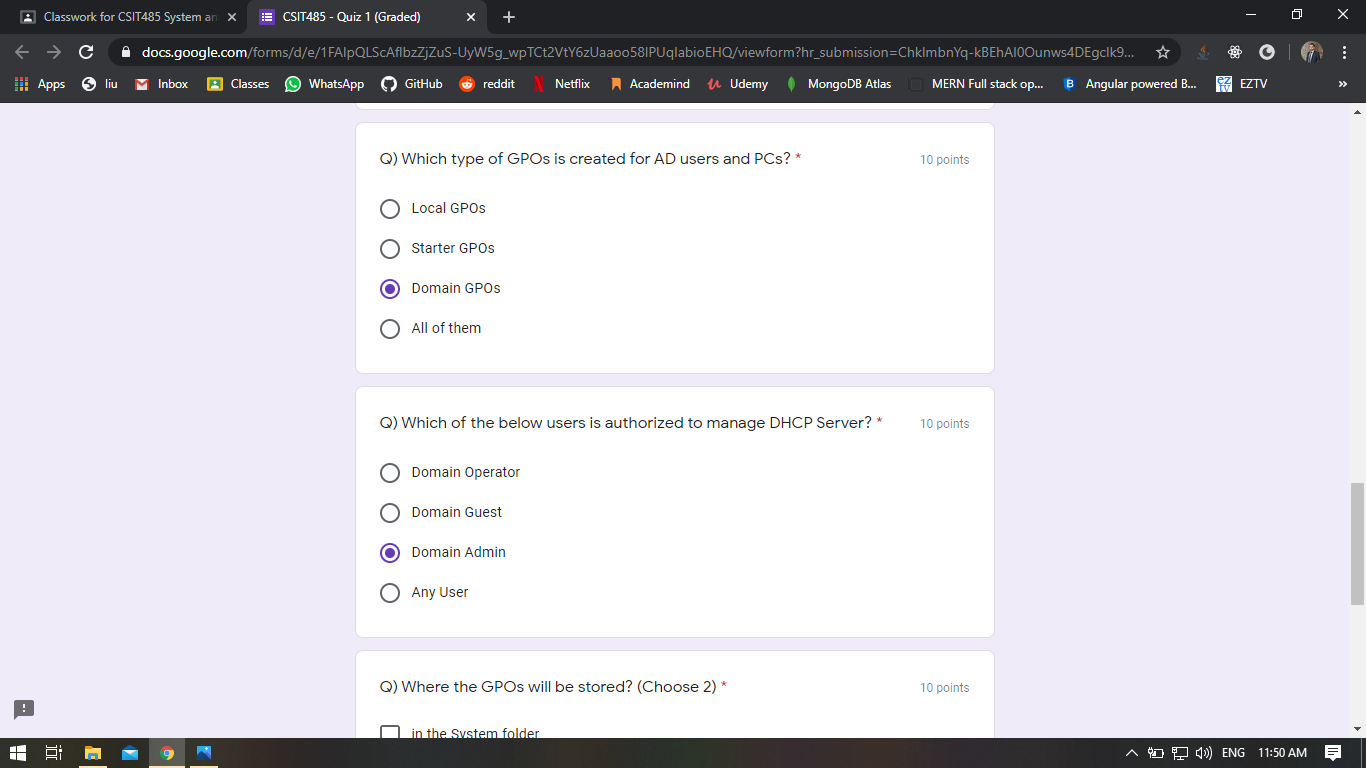 Classwork for CSIT485 System an
CSIT485 - Quiz 1 (Graded)
docs.google.com/forms/d/e/1FAIpQLScAfIbzZjZuS-UyW5g_wpTCt2VtY6zUaaoo58IPUqIabioEHQ/viewform?hr_submission=ChkImbnYq-kBEhAI0Ounws4DEgcIk9...
Apps liu Inbox Classes WhatsApp GitHub reddit Netflix Academind Udemy MongoDB Atlas MERN Full stack op... Angular powered B... EZTV »
Q) Which type of GPOs is created for AD users and PCs? * 10 points
Local GPOs
Starter GPOs
Domain GPOs
All of them
Q) Which of the below users is authorized to manage DHCP Server? * 10 points
Domain Operator
Domain Guest
Domain Admin
Any User
Q) Where the GPOs will be stored? (Choose 2) * 10 points
in the System folder
ENG 11:50 AM